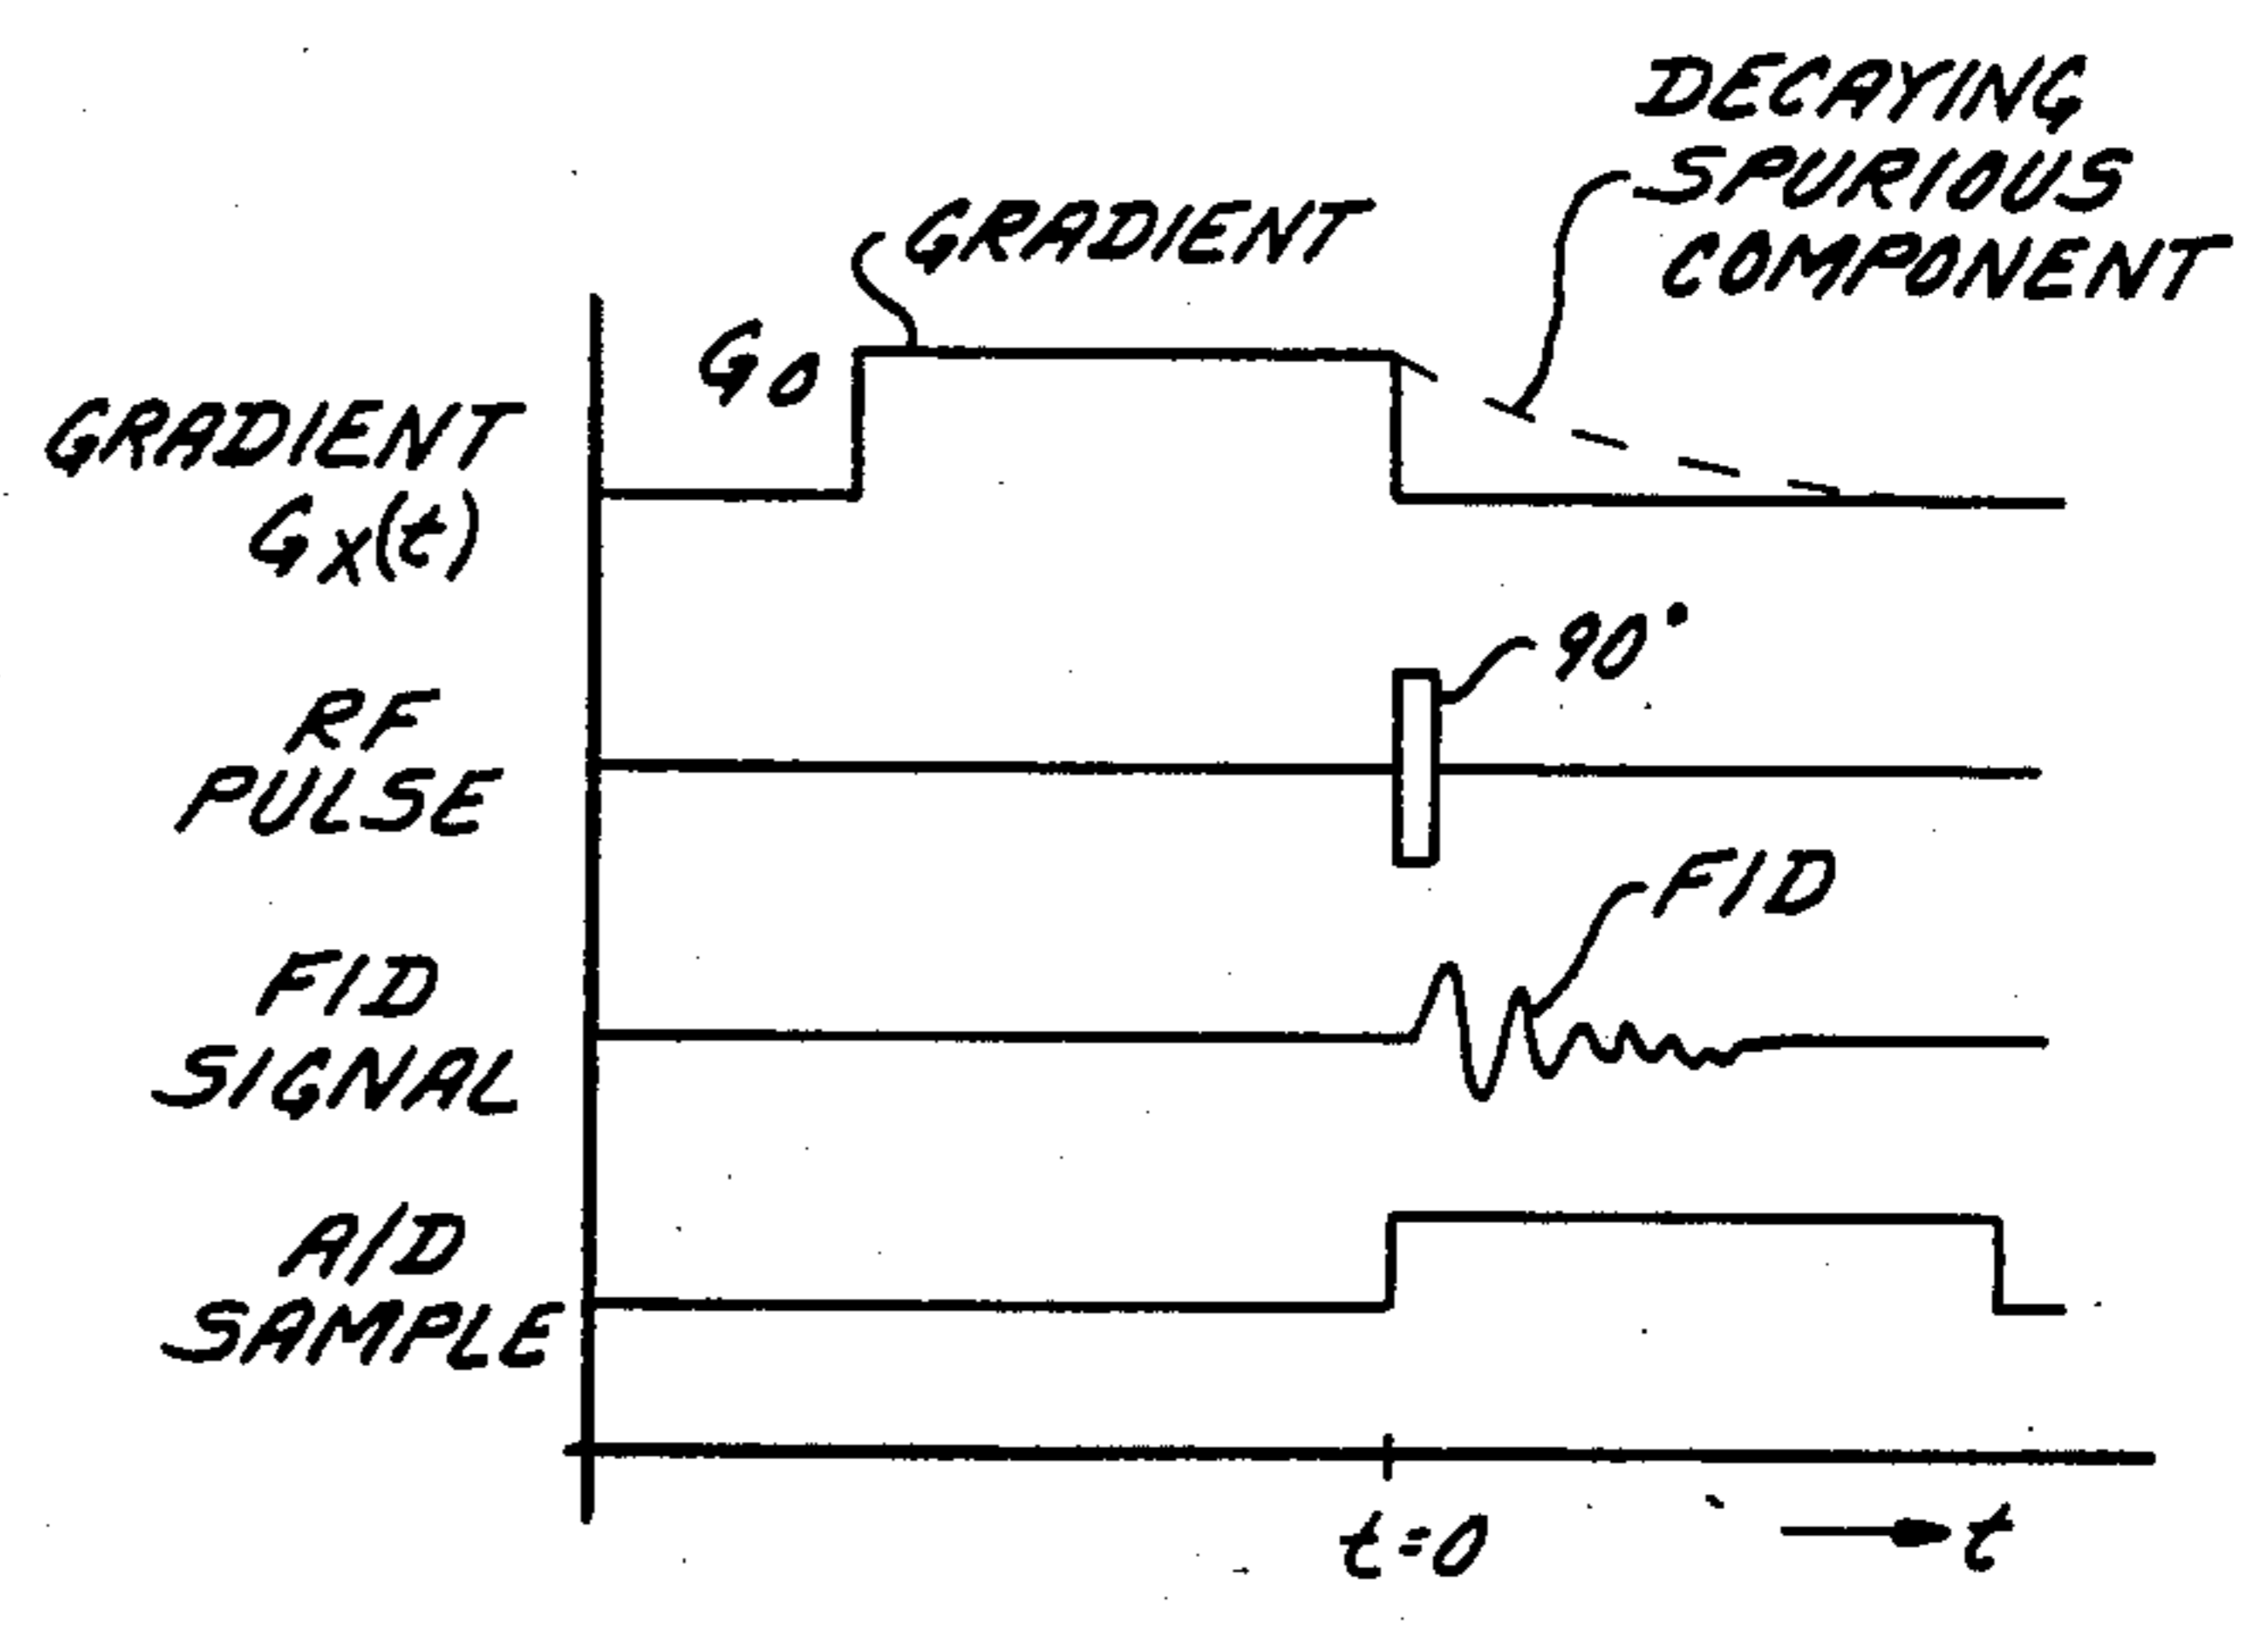 DECAYING
SPURIOUS
COMPONENT
GRADIENT
G0
GRADIENT
GX(t)
90°
RF
PULSE
FID
FID
SIGNAL
A/D
SAMPLE
t=0
t